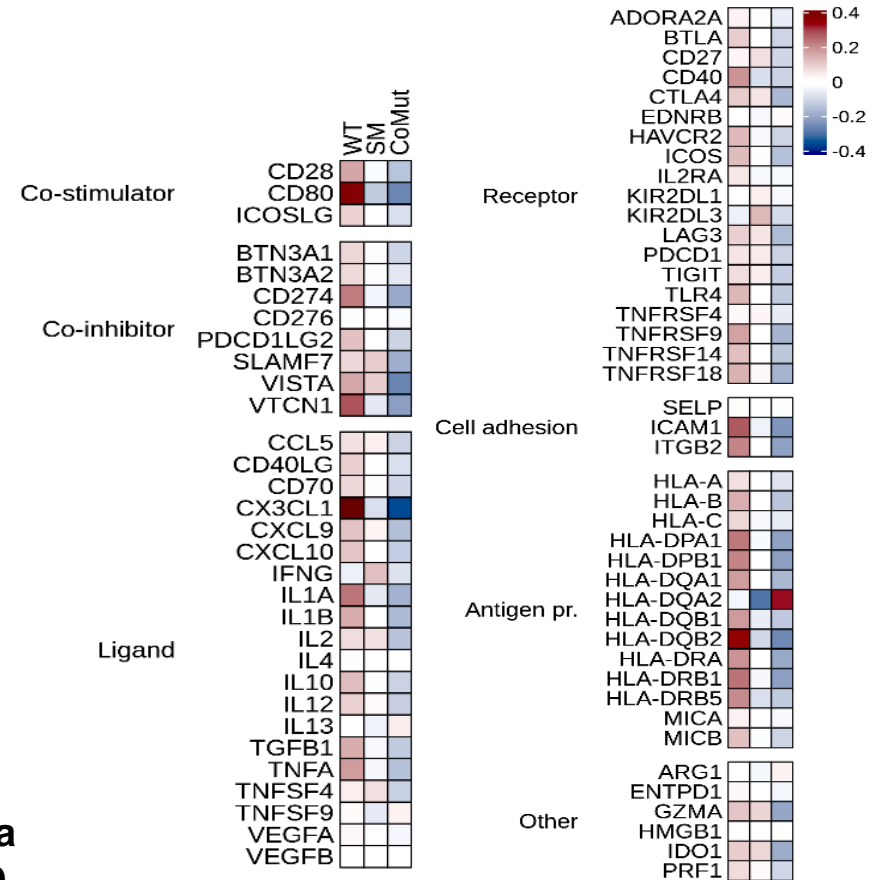 WT SM CoMut
Co-stimulator
CD28
CD80
ICOSLG
Co-inhibitor
BTN3A1
BTN3A2
CD274
CD276
PDCD1LG2
SLAMF7
VISTA
VTCN1
Ligand
CCL5
CD40LG
CD70
CX3CL1
CXCL9
CXCL10
IFNG
IL1A
IL1B
IL2
IL4
IL10
IL12
IL13
TGFB1
TNFA
TNFSF4
TNFSF9
VEGFA
VEGFB
a
Receptor
ADORA2A
BTLA
CD27
CD40
CTLA4
EDNRB
HAVCR2
ICOS
IL2RA
KIR2DL1
KIR2DL3
LAG3
PDCD1
TIGIT
TLR4
TNFRSF4
TNFRSF9
TNFRSF14
TNFRSF18
Cell adhesion
SELP
ICAM1
ITGB2
Antigen pr.
HLA-A
HLA-B
HLA-C
HLA-DPA1
HLA-DPB1
HLA-DQA1
HLA-DQA2
HLA-DQB1
HLA-DQB2
HLA-DRA
HLA-DRB1
HLA-DRB5
MICA
MICB
Other
ARG1
ENTPD1
GZMA
HMGB1
IDO1
PRF1
0.4
0.2
0
-0.2
-0.4